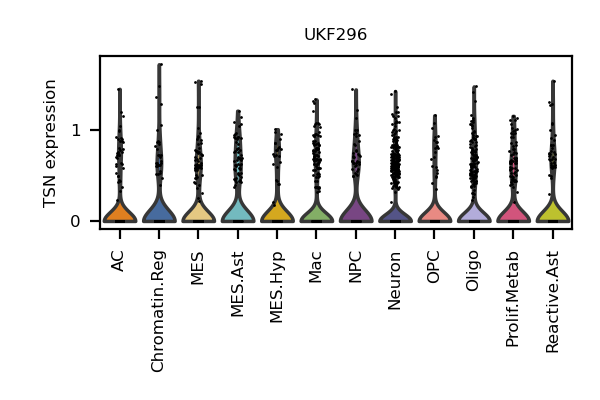 UKF296
TSN expression
1
0
AC
Chromatin.Reg
MES
MES.Ast
MES.Hyp
Mac
NPC
Neuron
OPC
Oligo
Prolif.Metab
Reactive.Ast